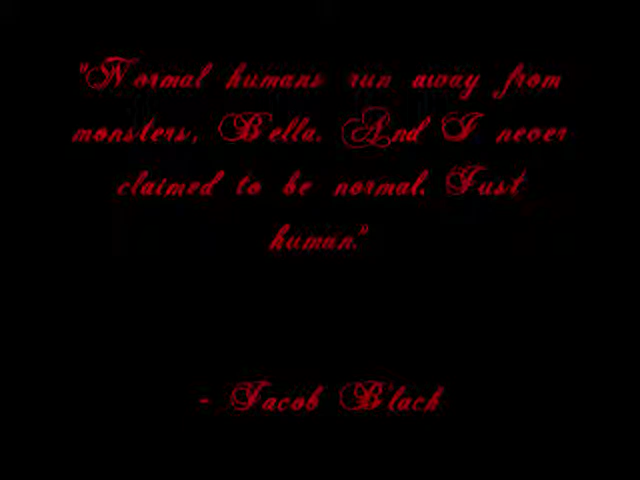 "Normal humans run away from
monsters, Bella. And I never
claimed to be normal. Just
human."
- Jacob Black